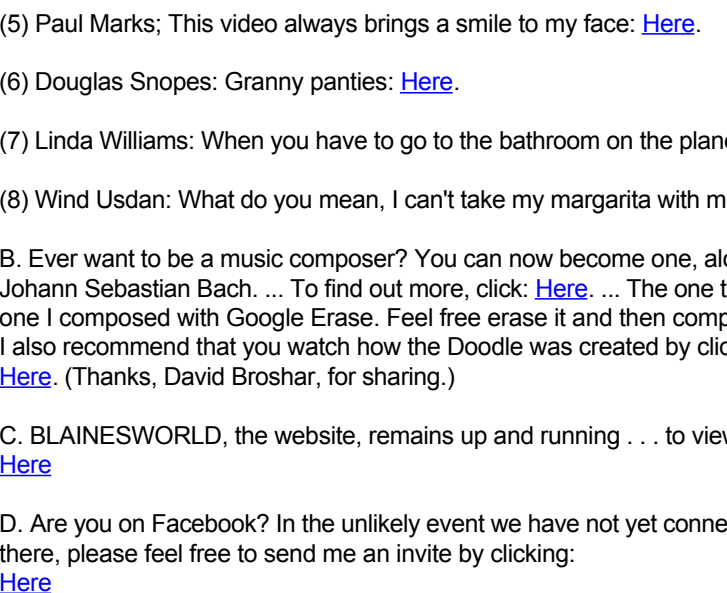 (5) Paul Marks; This video always brings a smile to my face: Here.
(6) Douglas Snopes: Granny panties: Here.
(7) Linda Williams: When you have to go to the bathroom on the
(8) Wind Usdan: What do you mean, I can't take my margarita with
B. Ever want to be a music composer? You can now become one,
Johann Sebastian Bach. ... To find out more, click: Here. ... The one
one I composed with Google Erase. Feel free erase it and then
I also recommend that you watch how the Doodle was created by
Here. (Thanks, David Broshar, for sharing.)
C. BLAINESWORLD, the website, remains up and running . . . to
Here
D. Are you on Facebook? In the unlikely event we have not yet
there, please feel free to send me an invite by clicking:
Here